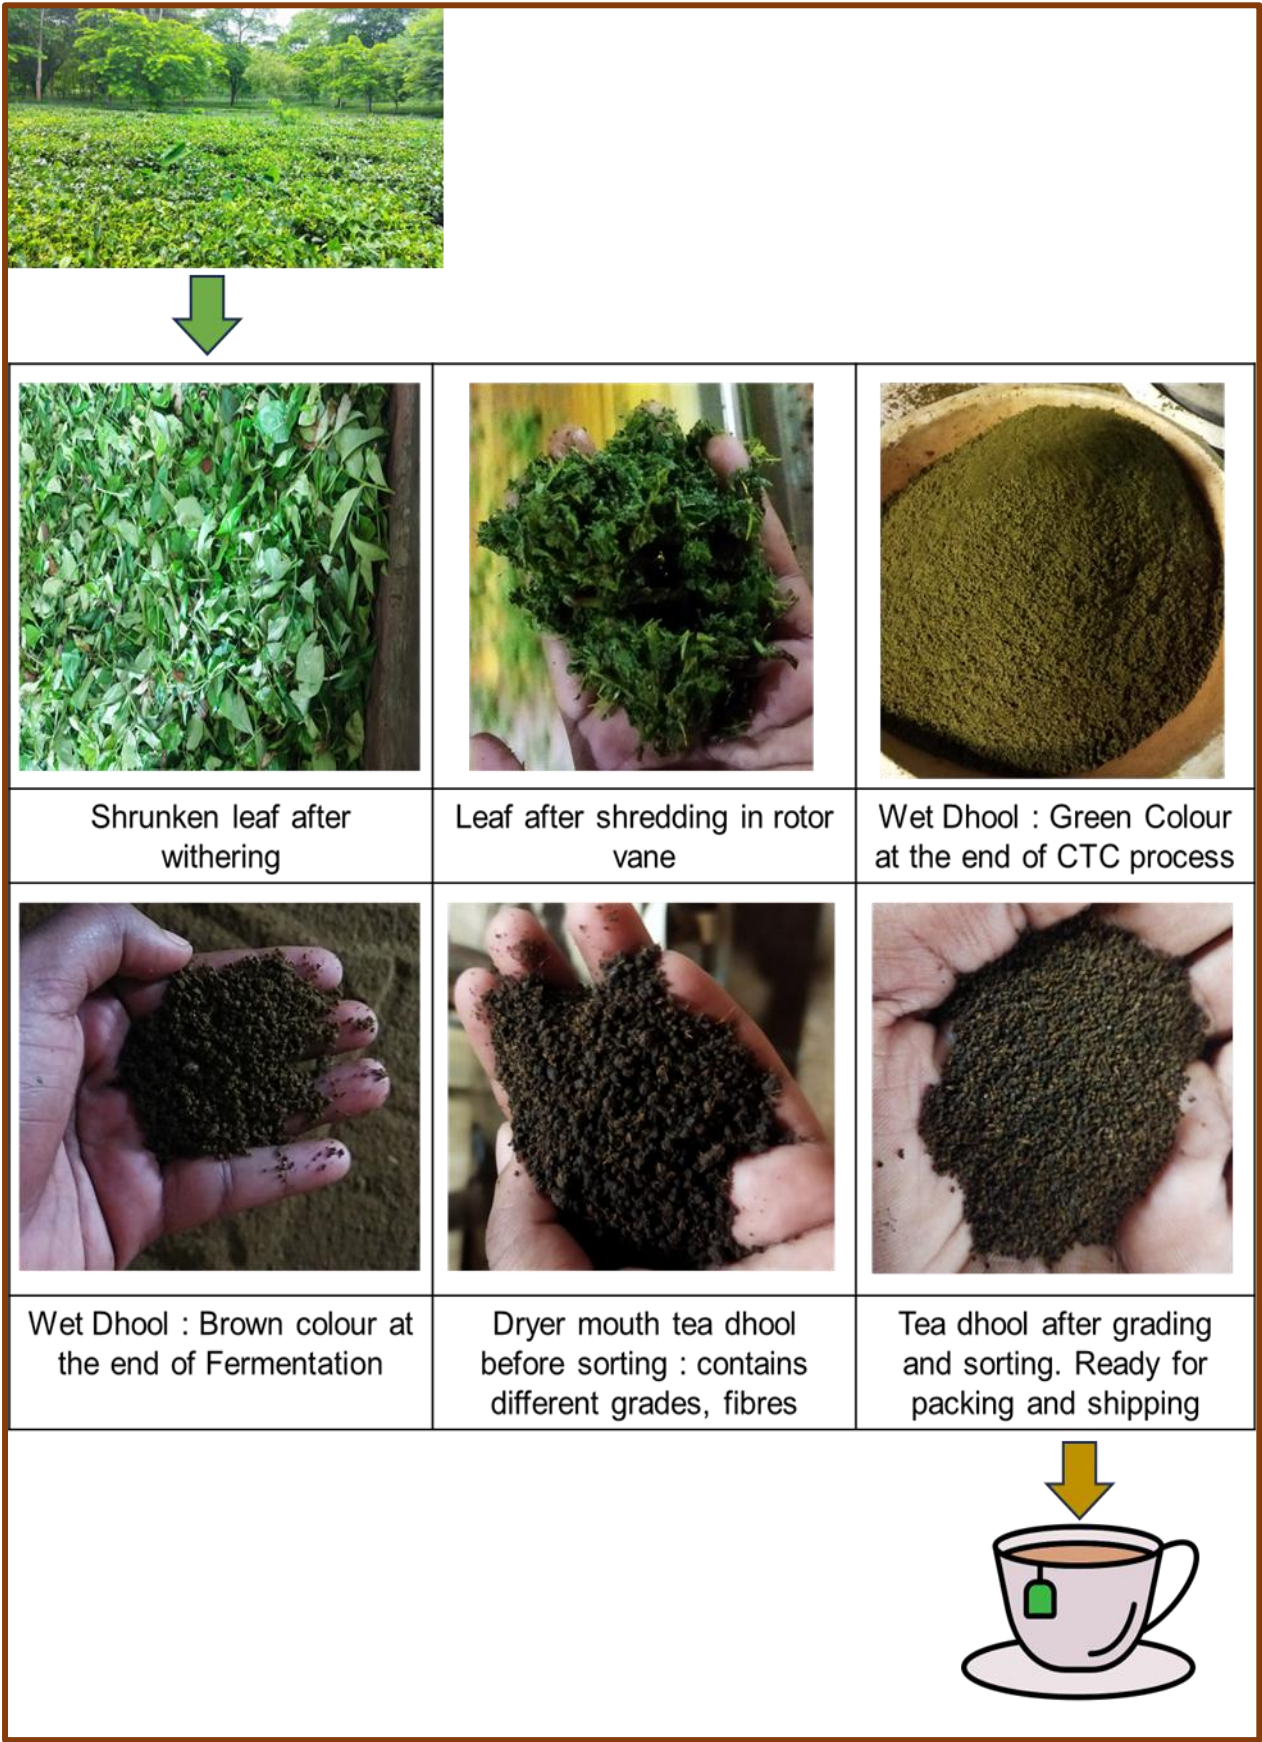 Shrunken leaf after
withering
Leaf after shredding in rotor
vane
Wet Dhool : Green Colour
at the end of CTC process
Wet Dhool : Brown colour at
the end of Fermentation
Dryer mouth tea dhool
before sorting : contains
different grades, fibres
Tea dhool after grading
and sorting. Ready for
packing and shipping